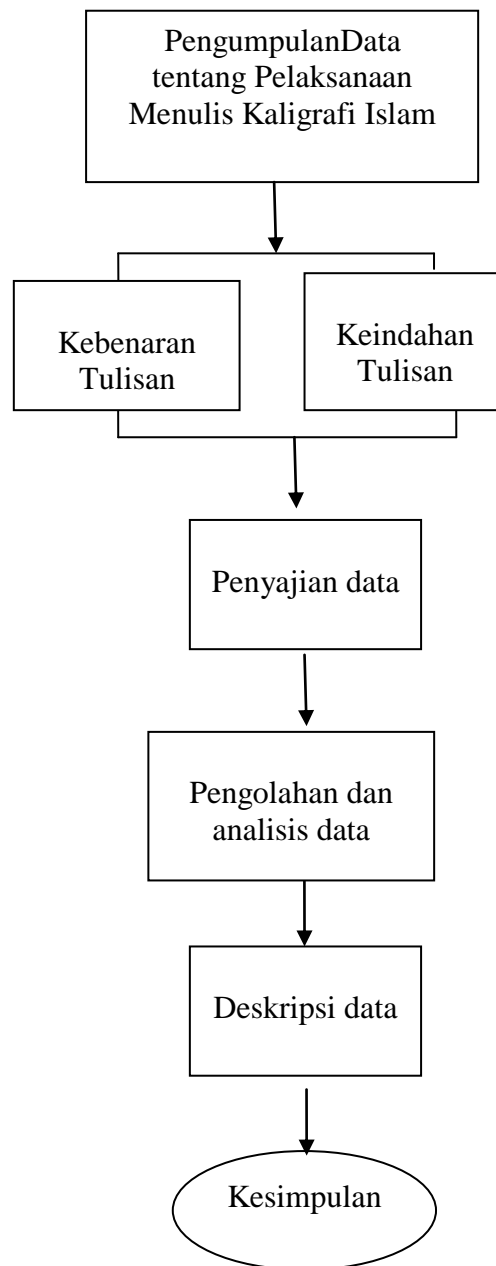 PengumpulanData
tentang Pelaksanaan
Menulis Kaligrafi Islam
Kebenaran
Tulisan
Keindahan
Tulisan
Penyajian data
Pengolahan dan
analisis data
Deskripsi data
Kesimpulan